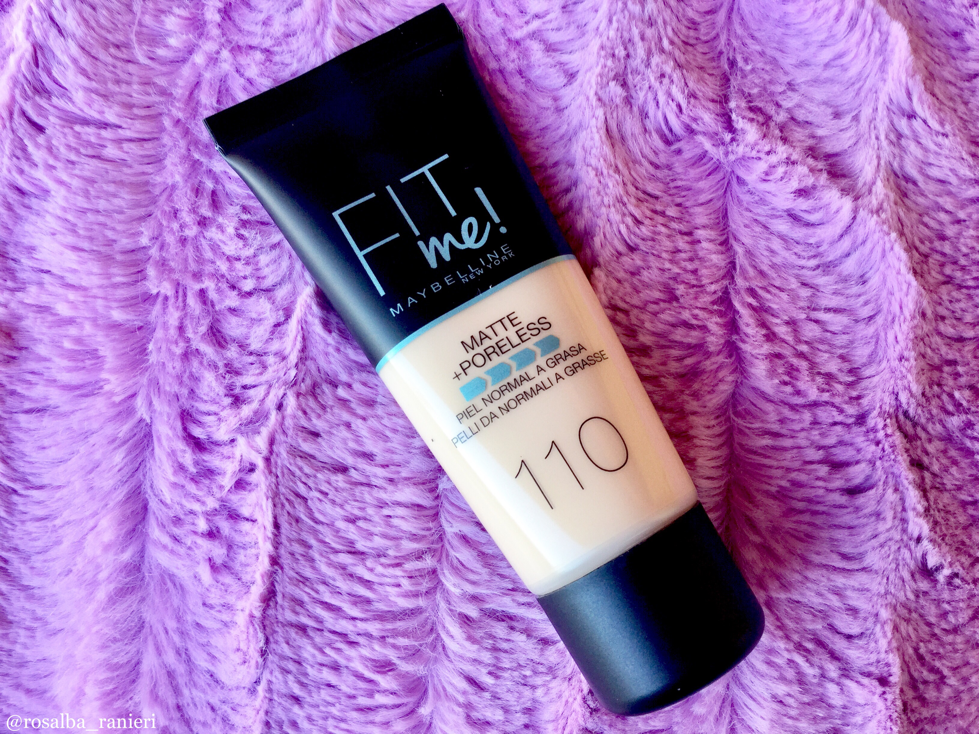 FIT
me!
MAYBELLINE
NEW YORK
MATTE
+PORELESS
PIEL NORMAL A GRASA
PELLI DA NORMALI A GRASSE
110
@rosalba_ranieri